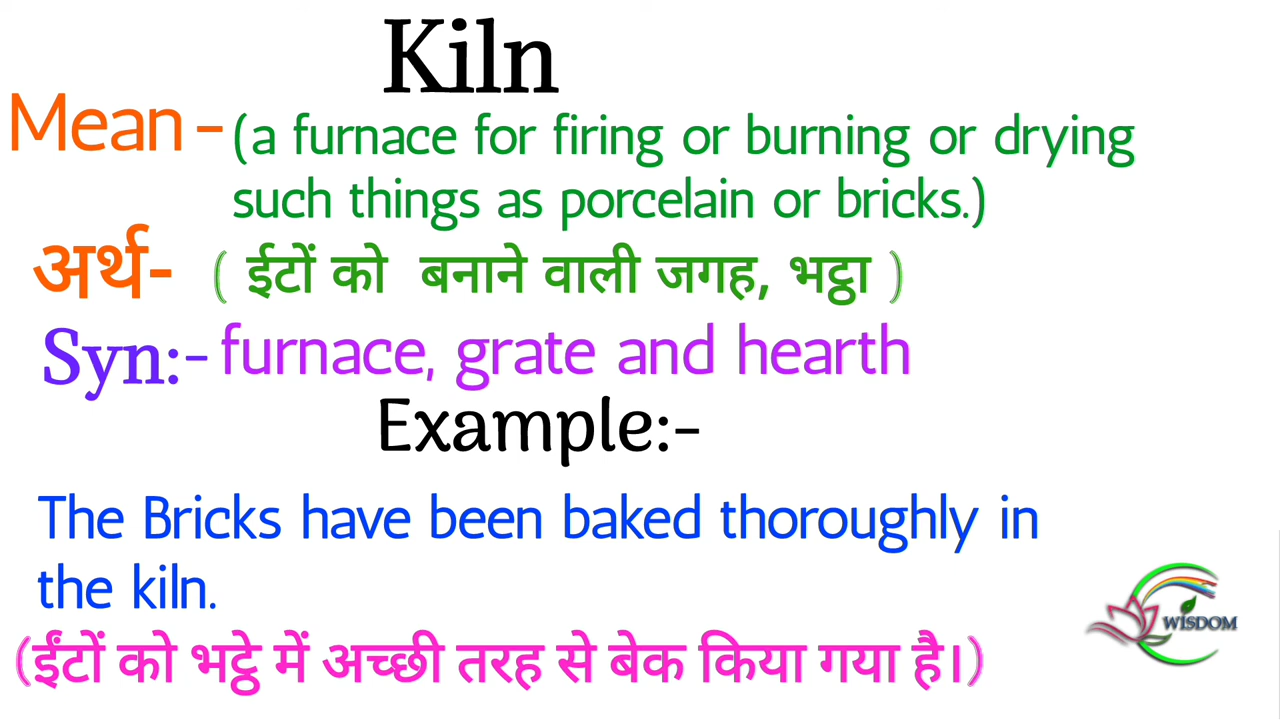 Kiln
Mean - (a furnace for firing or burning or drying
such things as porcelain or bricks.)
अर्थ- ( ईटों को बनाने वाली जगह, भट्ठा )
Syn:- furnace, grate and hearth
Example:-
The Bricks have been baked thoroughly in
the kiln.
(ईंटों को भट्ठे में अच्छी तरह से बेक किया गया है।)
WISDOM